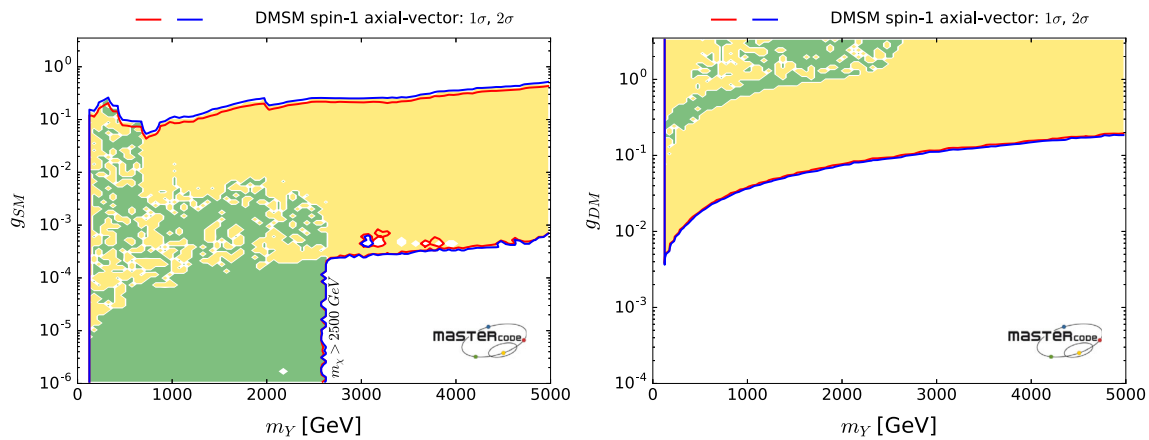 DMSM spin-1 axial-vector: 1σ, 2σ
10^0
10^-1
10^-2
10^-3
10^-4
10^-5
10^-6
g_SM
m_χ > 2500 GeV
MASTERCODE
0 1000 2000 3000 4000 5000
m_Y [GeV]
DMSM spin-1 axial-vector: 1σ, 2σ
10^0
10^-1
10^-2
10^-3
10^-4
g_DM
MASTERCODE
0 1000 2000 3000 4000 5000
m_Y [GeV]